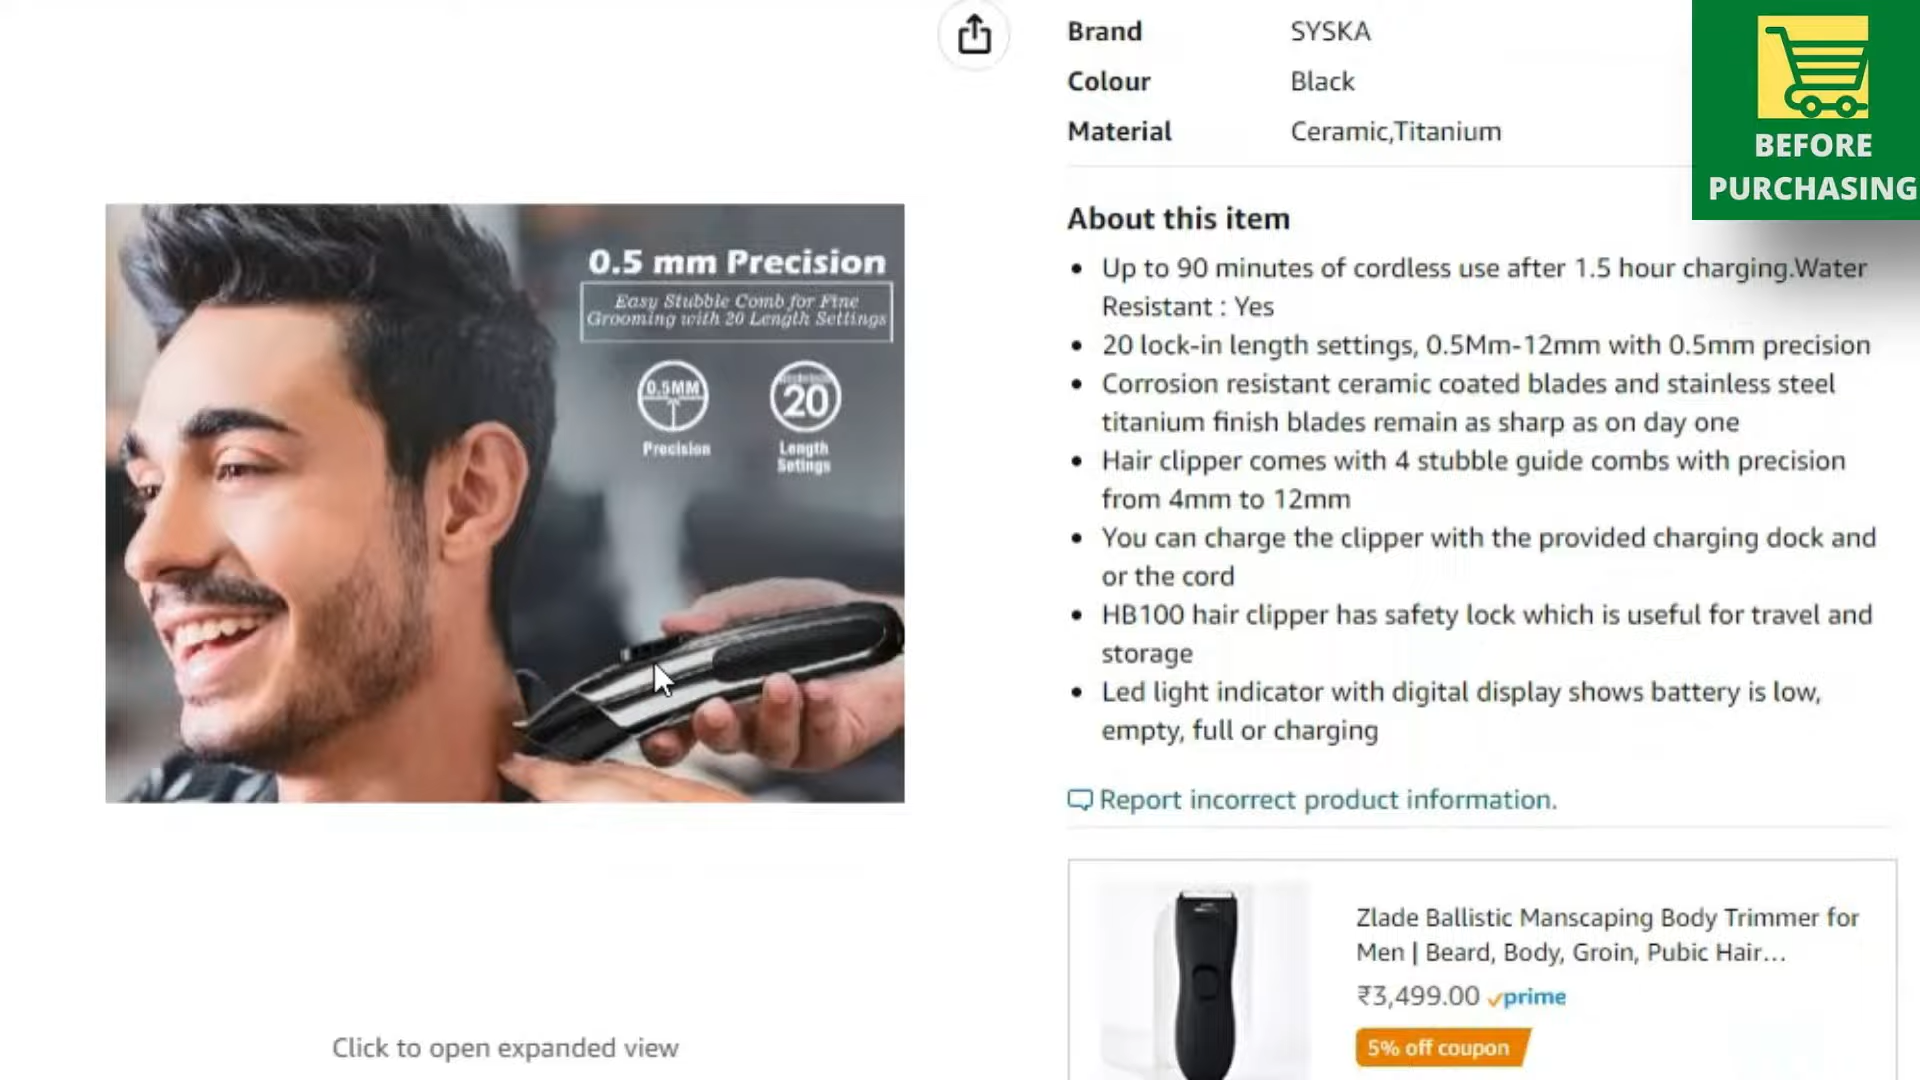 Brand SYSKA
Colour Black
Material Ceramic,Titanium
BEFORE
PURCHASING
About this item
Up to 90 minutes of cordless use after 1.5 hour charging.Water
Resistant : Yes
20 lock-in length settings, 0.5Mm-12mm with 0.5mm precision
Corrosion resistant ceramic coated blades and stainless steel
titanium finish blades remain as sharp as on day one
Hair clipper comes with 4 stubble guide combs with precision
from 4mm to 12mm
You can charge the clipper with the provided charging dock and
or the cord
HB100 hair clipper has safety lock which is useful for travel and
storage
Led light indicator with digital display shows battery is low,
empty, full or charging
Report incorrect product information.
0.5 mm Precision
Easy Stubble Comb for Fine
Grooming with 20 Length Settings
0.5MM
20
Precision
Length
Setings
Click to open expanded view
Zlade Ballistic Manscaping Body Trimmer for
Men | Beard, Body, Groin, Pubic Hair...
₹3,499.00 prime
5% off coupon